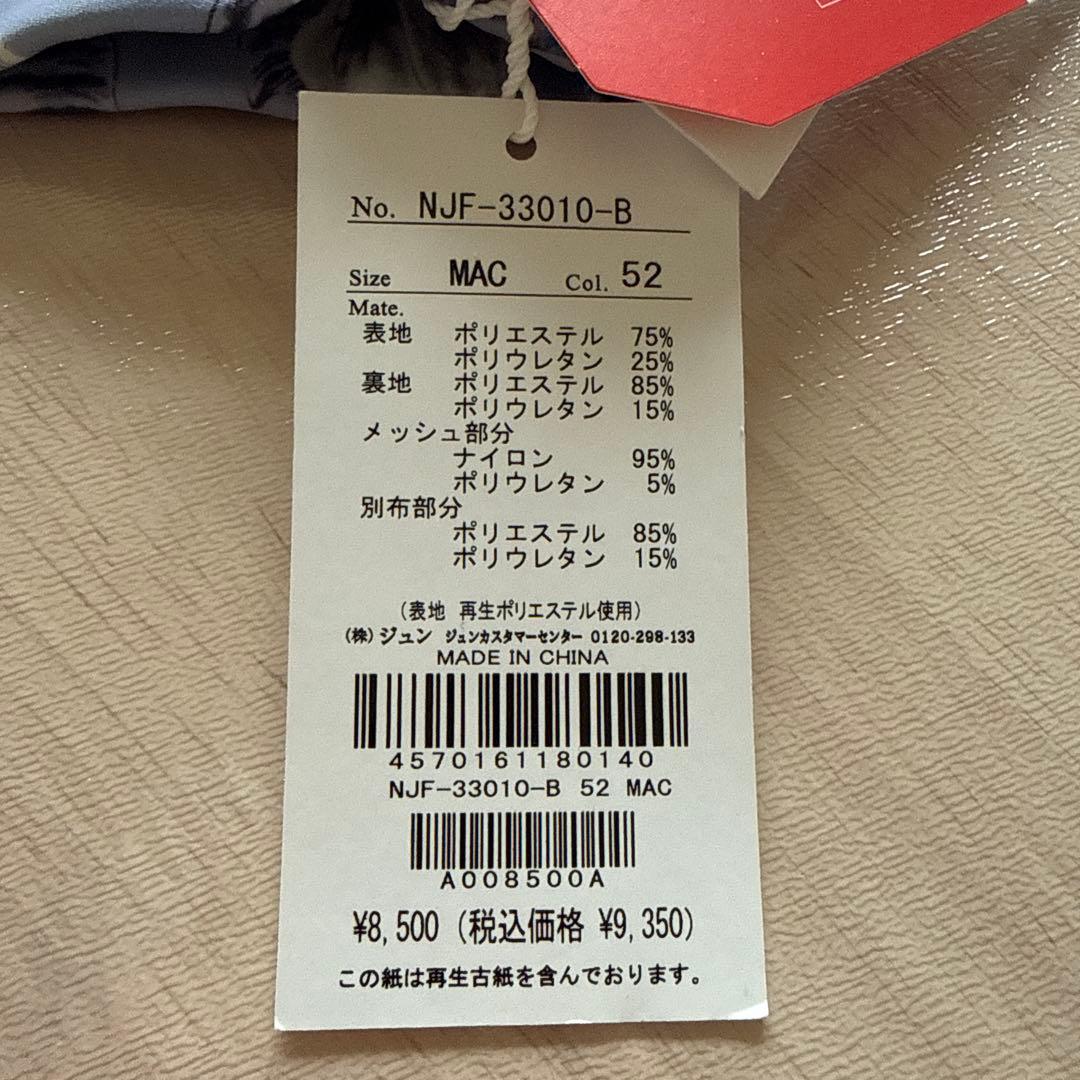 No. NJF-33010-B
Size MAC Col. 52
Mate.
表地 ポリエステル 75%
ポリウレタン 25%
裏地 ポリエステル 85%
ポリウレタン 15%
メッシュ部分
ナイロン 95%
ポリウレタン 5%
別布部分
ポリエステル 85%
ポリウレタン 15%
(表地 再生ポリエステル使用)
(株)ジュン ジュンカスタマーセンター 0120-298-133
MADE IN CHINA
4570161180140
NJF-33010-B 52 MAC
A008500A
¥8,500 (税込価格 ¥9,350)
この紙は再生古紙を含んでおります。